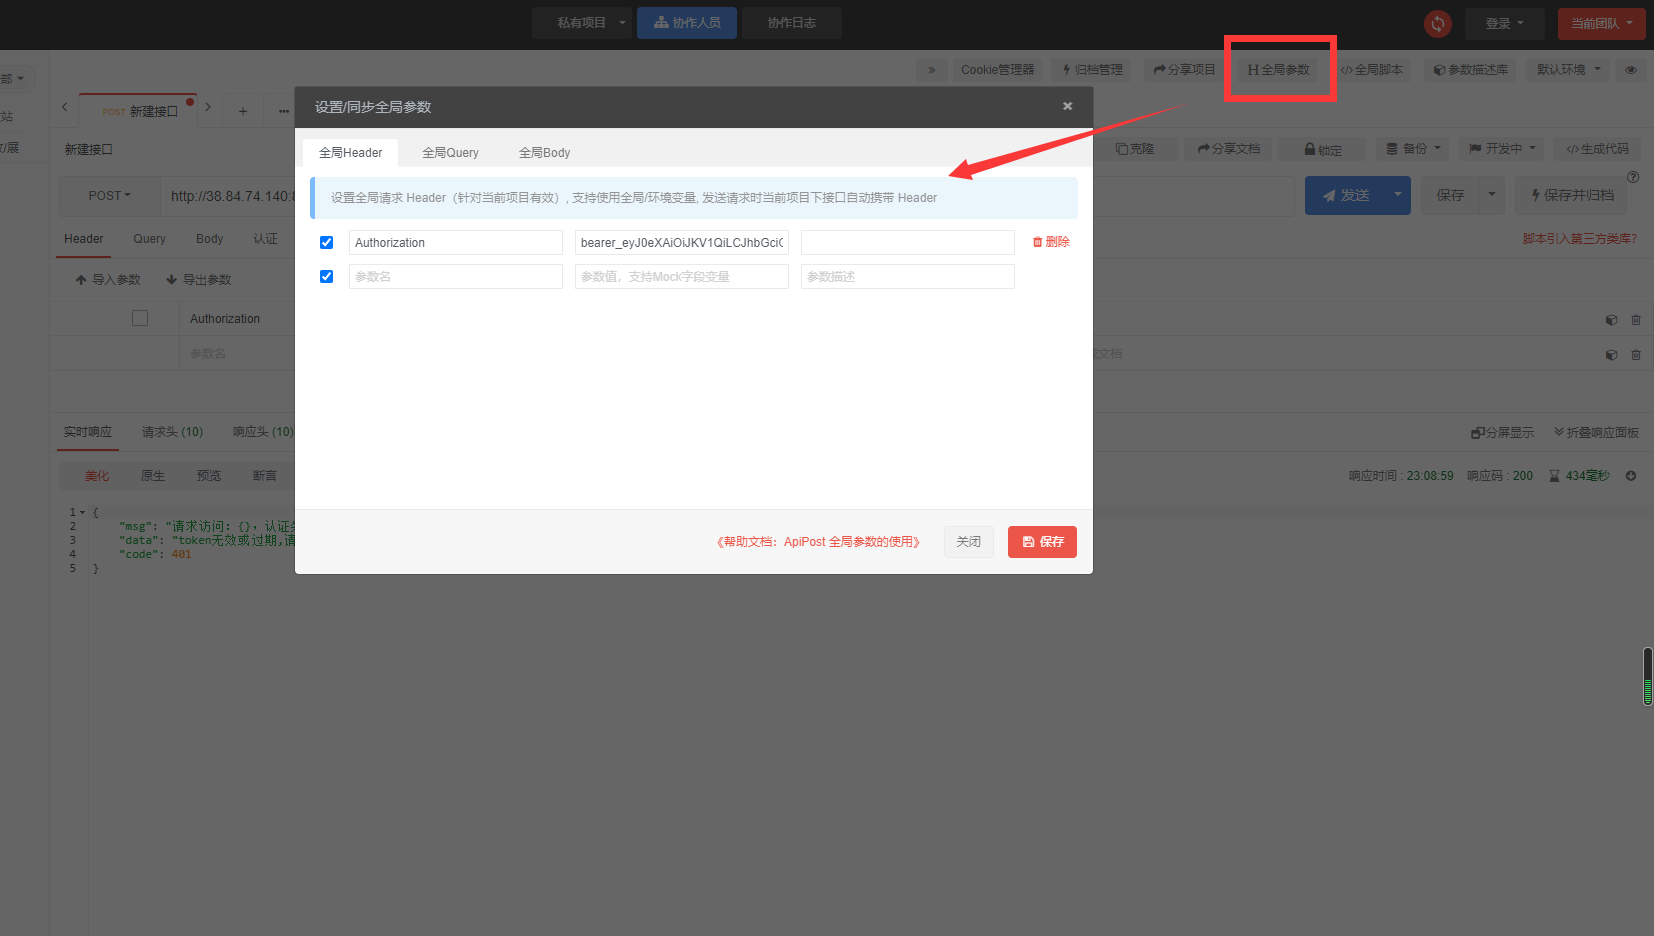 私有项目
协作人员
协作日志
登录
当前团队
部
»
Cookie管理器
归档管理
分享项目
H全局参数
</>全局脚本
参数描述库
默认环境
POST 新建接口
+
•••
站
/展
设置/同步全局参数
×
新建接口
克隆
分享文档
锁定
备份
开发中
</>生成代码
全局Header
全局Query
全局Body
POST
http://38.84.74.140:8
设置全局请求 Header（针对当前项目有效）, 支持使用全局/环境变量, 发送请求时当前项目下接口自动携带 Header
发送
保存
保存并归档
Header
Query
Body
认证
脚本引入第三方类库?
Authorization
bearer_eyJ0eXAiOiJKV1QiLCJhbGciO
删除
参数名
参数值，支持Mock字段变量
参数描述
导入参数
导出参数
Authorization
参数名
文档
实时响应
请求头 (10)
响应头 (10)
分屏显示
折叠响应面板
美化
原生
预览
断言
响应时间 : 23:08:59
响应码 : 200
434毫秒
1 {
2 "msg": "请求访问: {}, 认证
3 "data": "token无效或过期,请
4 "code": 401
5 }
《帮助文档：ApiPost 全局参数的使用》
关闭
保存